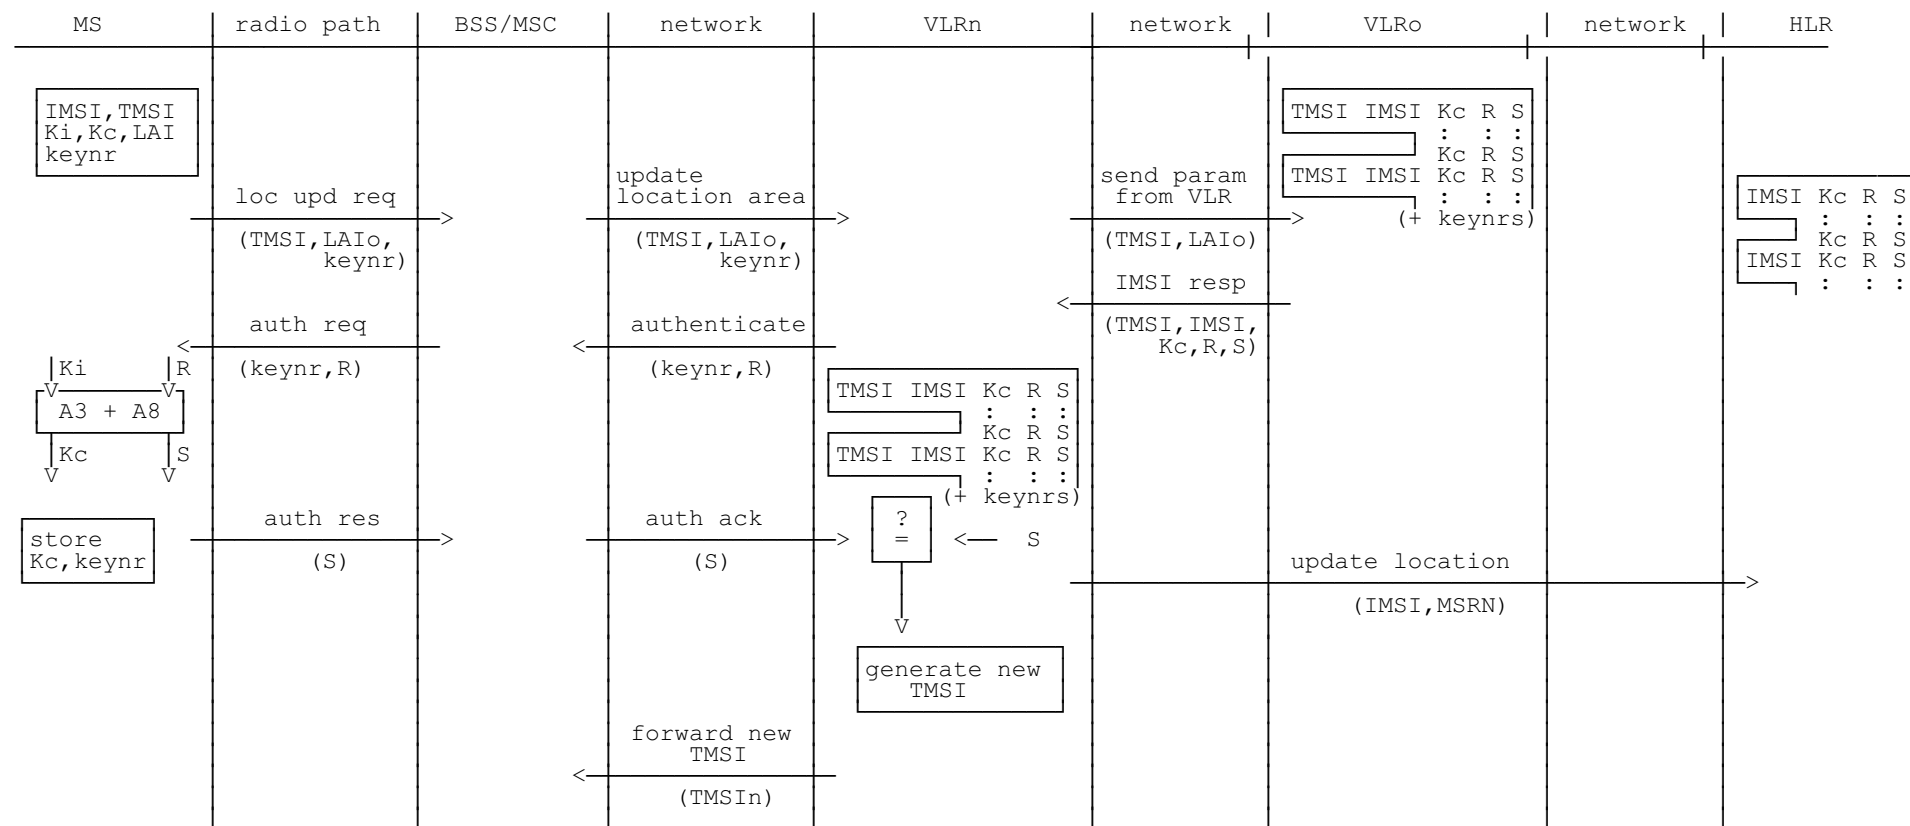 MS radio path BSS/MSC network VLRn network VLRo network HLR
IMSI,TMSI
Ki,Kc,LAI
keynr
TMSI IMSI Kc R S
: : :
Kc R S
TMSI IMSI Kc R S
: : :
(+ keynrs)
IMSI Kc R S
: : :
Kc R S
IMSI Kc R S
: : :
loc upd req
(TMSI,LAIo,
keynr)
update
location area
(TMSI,LAIo,
keynr)
send param
from VLR
(TMSI,LAIo)
IMSI resp
(TMSI,IMSI,
Kc,R,S)
auth req
(keynr,R)
authenticate
(keynr,R)
Ki R
A3 + A8
Kc S
TMSI IMSI Kc R S
: : :
Kc R S
TMSI IMSI Kc R S
: : :
(+ keynrs)
store
Kc,keynr
auth res
(S)
auth ack
(S)
?
=
S
update location
(IMSI,MSRN)
generate new
TMSI
forward new
TMSI
(TMSIn)